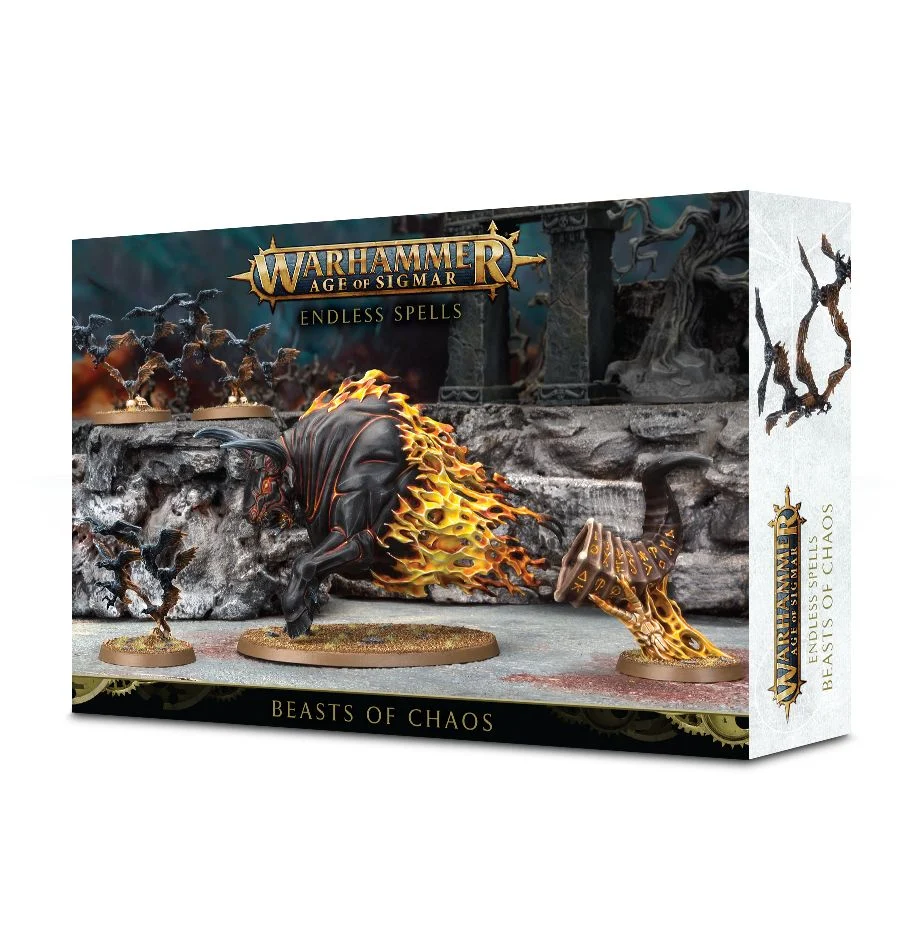 WARHAMMER
AGE OF SIGMAR
ENDLESS SPELLS
BEASTS OF CHAOS
WARHAMMER
AGE OF SIGMAR
ENDLESS SPELLS
BEASTS OF CHAOS